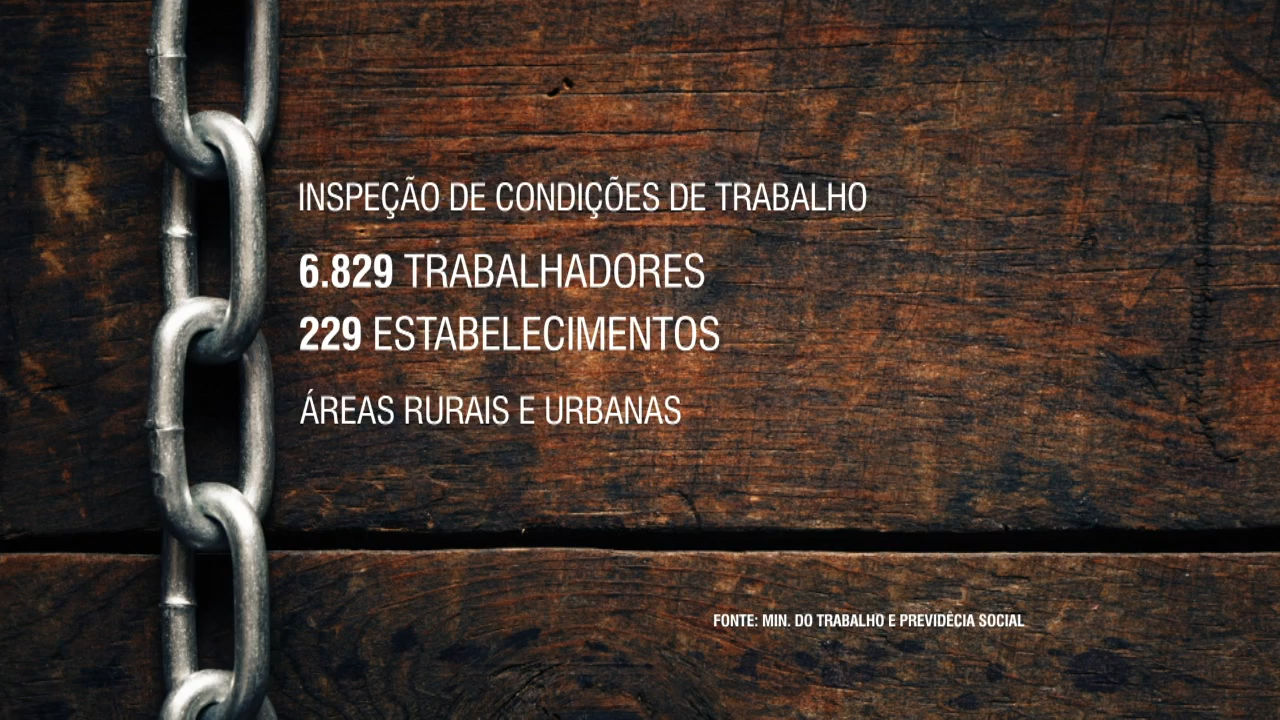 INSPEÇÃO DE CONDIÇÕES DE TRABALHO
6.829 TRABALHADORES
229 ESTABELECIMENTOS
ÁREAS RURAIS E URBANAS
FONTE: MIN. DO TRABALHO E PREVIDÊCIA SOCIAL